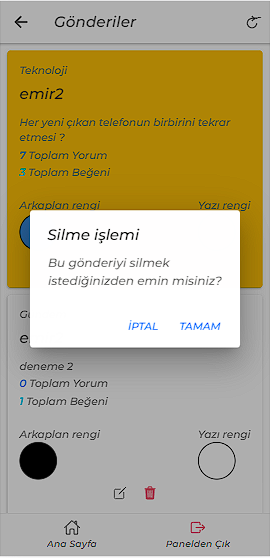 Gönderiler
Teknoloji
emir2
Her yeni çıkan telefonun birbirini tekrar
etmesi ?
7 Toplam Yorum
3 Toplam Beğeni
Arkaplan rengi
Yazı rengi
Silme işlemi
Bu gönderiyi silmek
istediğinizden emin misiniz?
İPTAL
TAMAM
deneme 2
0 Toplam Yorum
1 Toplam Beğeni
Arkaplan rengi
Yazı rengi
Ana Sayfa
Panelden Çık